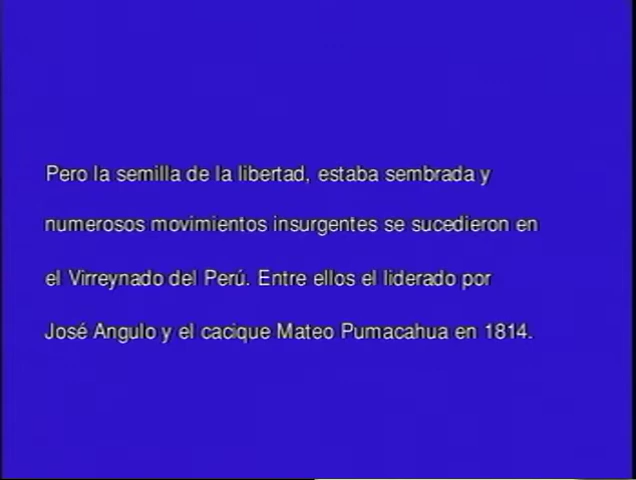 Pero la semilla de la libertad, estaba sembrada y
numerosos movimientos insurgentes se sucedieron en
el Virreynado del Perú. Entre ellos el liderado por
José Angulo y el cacique Mateo Pumacahua en 1814.